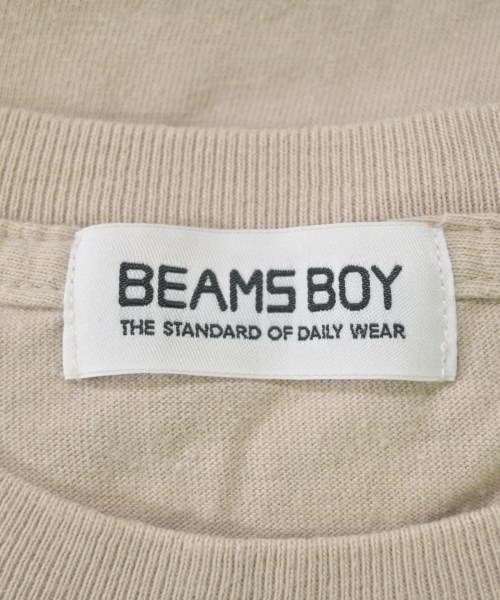 BEAMS BOY
THE STANDARD OF DAILY WEAR